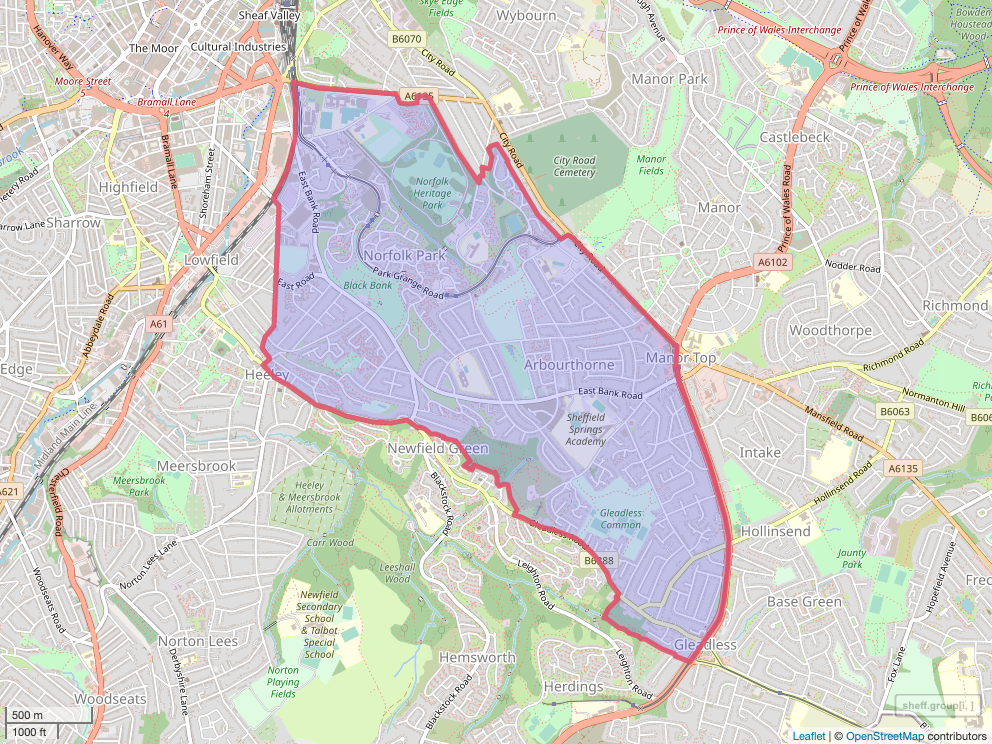 Sheaf Valley
Skye Edge
Fields
Wybourn
Hanover Way
The Moor
Cultural Industries
B6070
City Road
Prince of Wales Interchange
Prince of Wales Interchange
Moore Street
Bramall Lane
Manor Park
Castlebeck
City Road
City Road
Cemetery
Manor
Fields
Bramall Lane
Shoreham Street
Highfield
Sharrow
Norfolk
Heritage
Park
East Bank Road
Manor
Prince of Wales Road
Lowfield
Norfolk Park
A6102
Nodder Road
East Road
Park Grange Road
Black Bank
Richmond
Abbeydale Road
A61
Woodthorpe
Arbourthorne
Manor Top
Richmond Road
Edge
Heeley
East Bank Road
Normanton Hill
B6063
Mansfield Road
Midland Main Line
Sheffield
Springs
Academy
Newfield Green
Intake
Meersbrook
A6135
Hollinsend Road
Meersbrook
Park
A621
Chesterfield Road
Heeley
& Meersbrook
Allotments
Blackstock Road
Gleadless
Common
Hollinsend
Gleadless Road
Carr Wood
Jaunty
Park
B6388
Norton Lees Lane
Leeshall
Wood
Leighton Road
Woodseats Road
Hopefield Avenue
Newfield
Secondary
School
& Talbot
Special
School
Base Green
Norton Lees
Gleadless
Hemsworth
Derbyshire Lane
Leighton Road
Fox Lane
Norton
Playing
Fields
Herdings
Woodseats
Blackstock Road
sheff.group[i, ]
500 m
1000 ft
Leaflet | © OpenStreetMap contributors